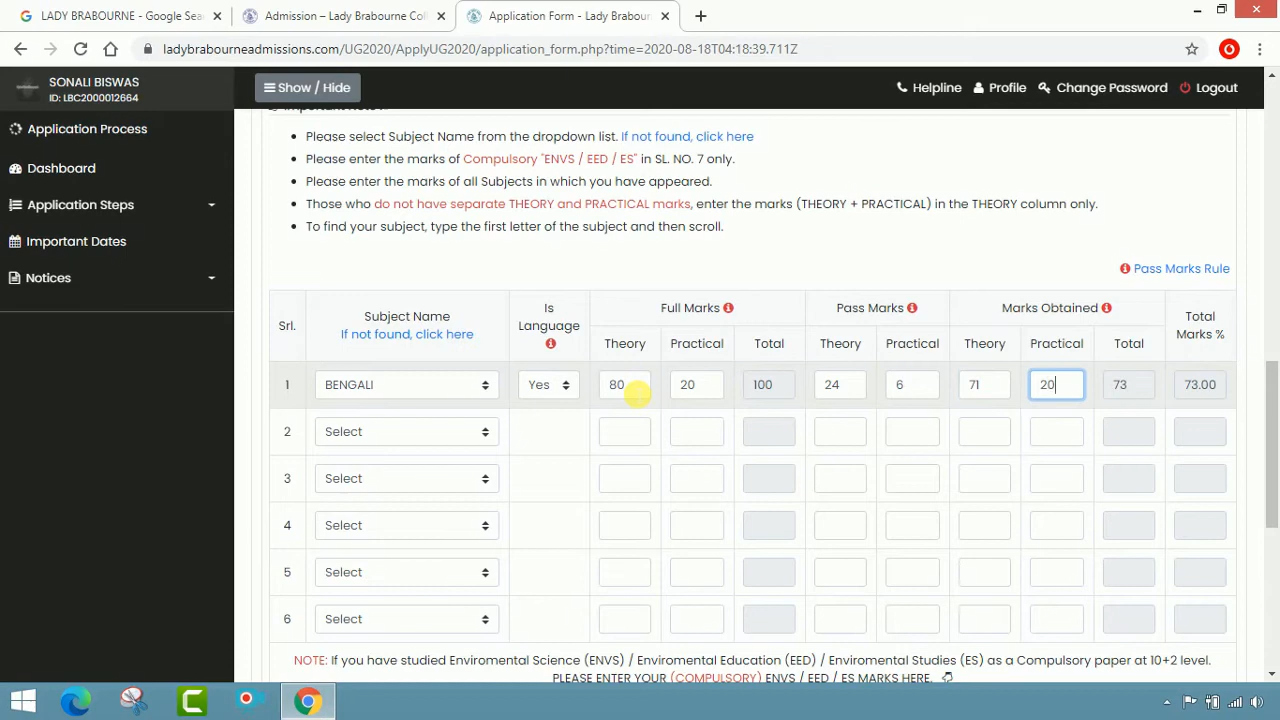 LADY BRABOURNE - Google Sea
Admission – Lady Brabourne Coll
Application Form - Lady Brabour
ladybrabourneadmissions.com/UG2020/ApplyUG2020/application_form.php?time=2020-08-18T04:18:39.711Z
SONALI BISWAS
ID: LBC2000012664
Show / Hide
Helpline
Profile
Change Password
Logout
Application Process
Dashboard
Application Steps
Important Dates
Notices
• Please select Subject Name from the dropdown list. If not found, click here
• Please enter the marks of Compulsory "ENVS / EED / ES" in SL. NO. 7 only.
• Please enter the marks of all Subjects in which you have appeared.
• Those who do not have separate THEORY and PRACTICAL marks, enter the marks (THEORY + PRACTICAL) in the THEORY column only.
• To find your subject, type the first letter of the subject and then scroll.
Pass Marks Rule
Srl.
Subject Name
If not found, click here
Is
Language
Full Marks
Pass Marks
Marks Obtained
Total
Marks %
Theory Practical Total Theory Practical Theory Practical Total
1 BENGALI Yes 80 20 100 24 6 71 20 73 73.00
2 Select
3 Select
4 Select
5 Select
6 Select
NOTE: If you have studied Enviromental Science (ENVS) / Enviromental Education (EED) / Enviromental Studies (ES) as a Compulsory paper at 10+2 level.
PLEASE ENTER YOUR (COMPULSORY) ENVS / EED / ES MARKS HERE.